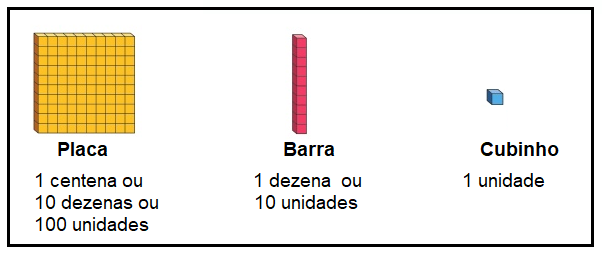 Placa
1 centena ou
10 dezenas ou
100 unidades
Barra
1 dezena  ou
10 unidades
Cubinho
1 unidade